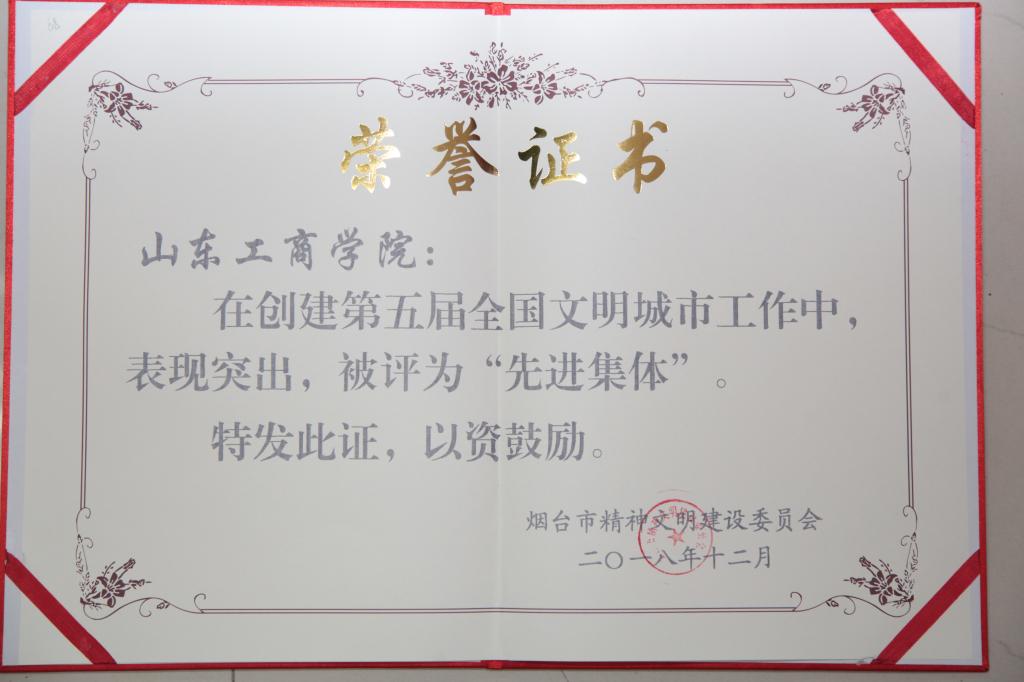 68
荣誉证书
山东工商学院：
在创建第五届全国文明城市工作中，
表现突出，被评为“先进集体”。
特发此证，以资鼓励。
烟台市精神文明建设委员会
二〇一八年十二月